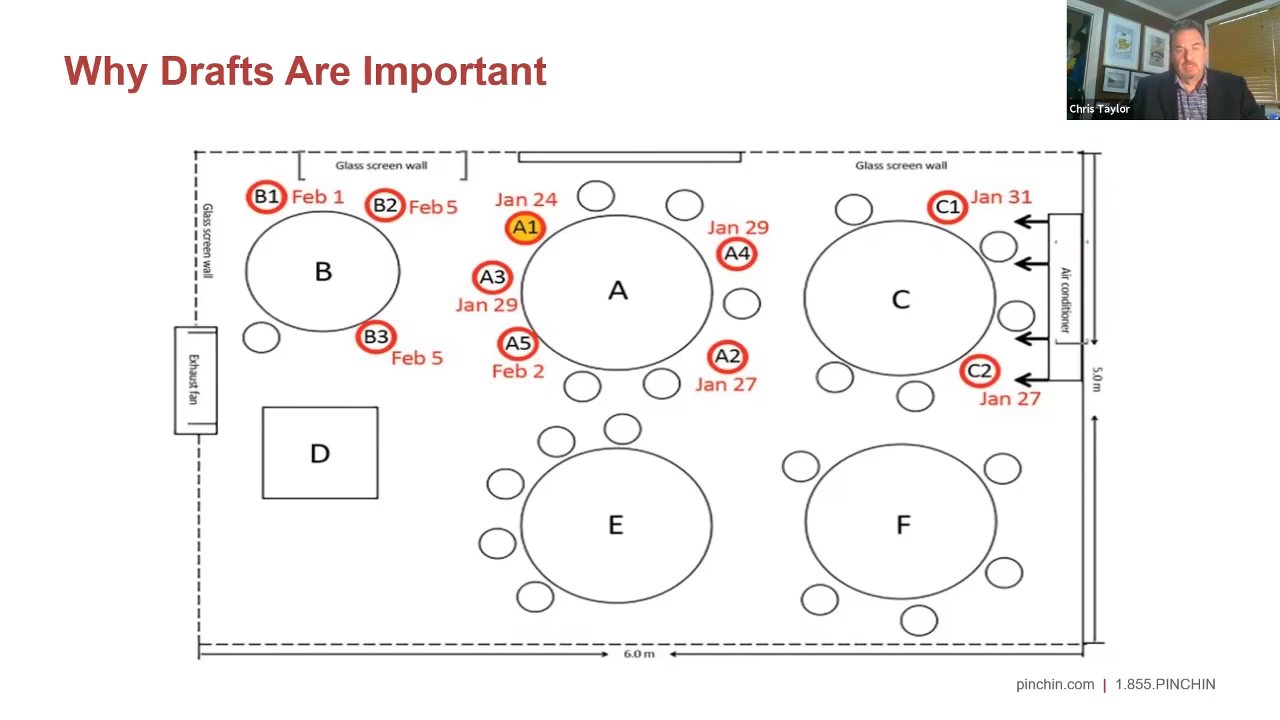 Why Drafts Are Important
Chris Taylor
Glass screen wall
Glass screen wall
Glass screen wall
B1 Feb 1
B2 Feb 5
Jan 24
A1
Jan 29
A4
C1 Jan 31
B
A
C
A3
Jan 29
Air conditioner
B3
Feb 5
A5
Feb 2
A2
Jan 27
C2
Jan 27
Exhaust fan
5.0 m
D
E
F
6.0 m
pinchin.com | 1.855.PINCHIN